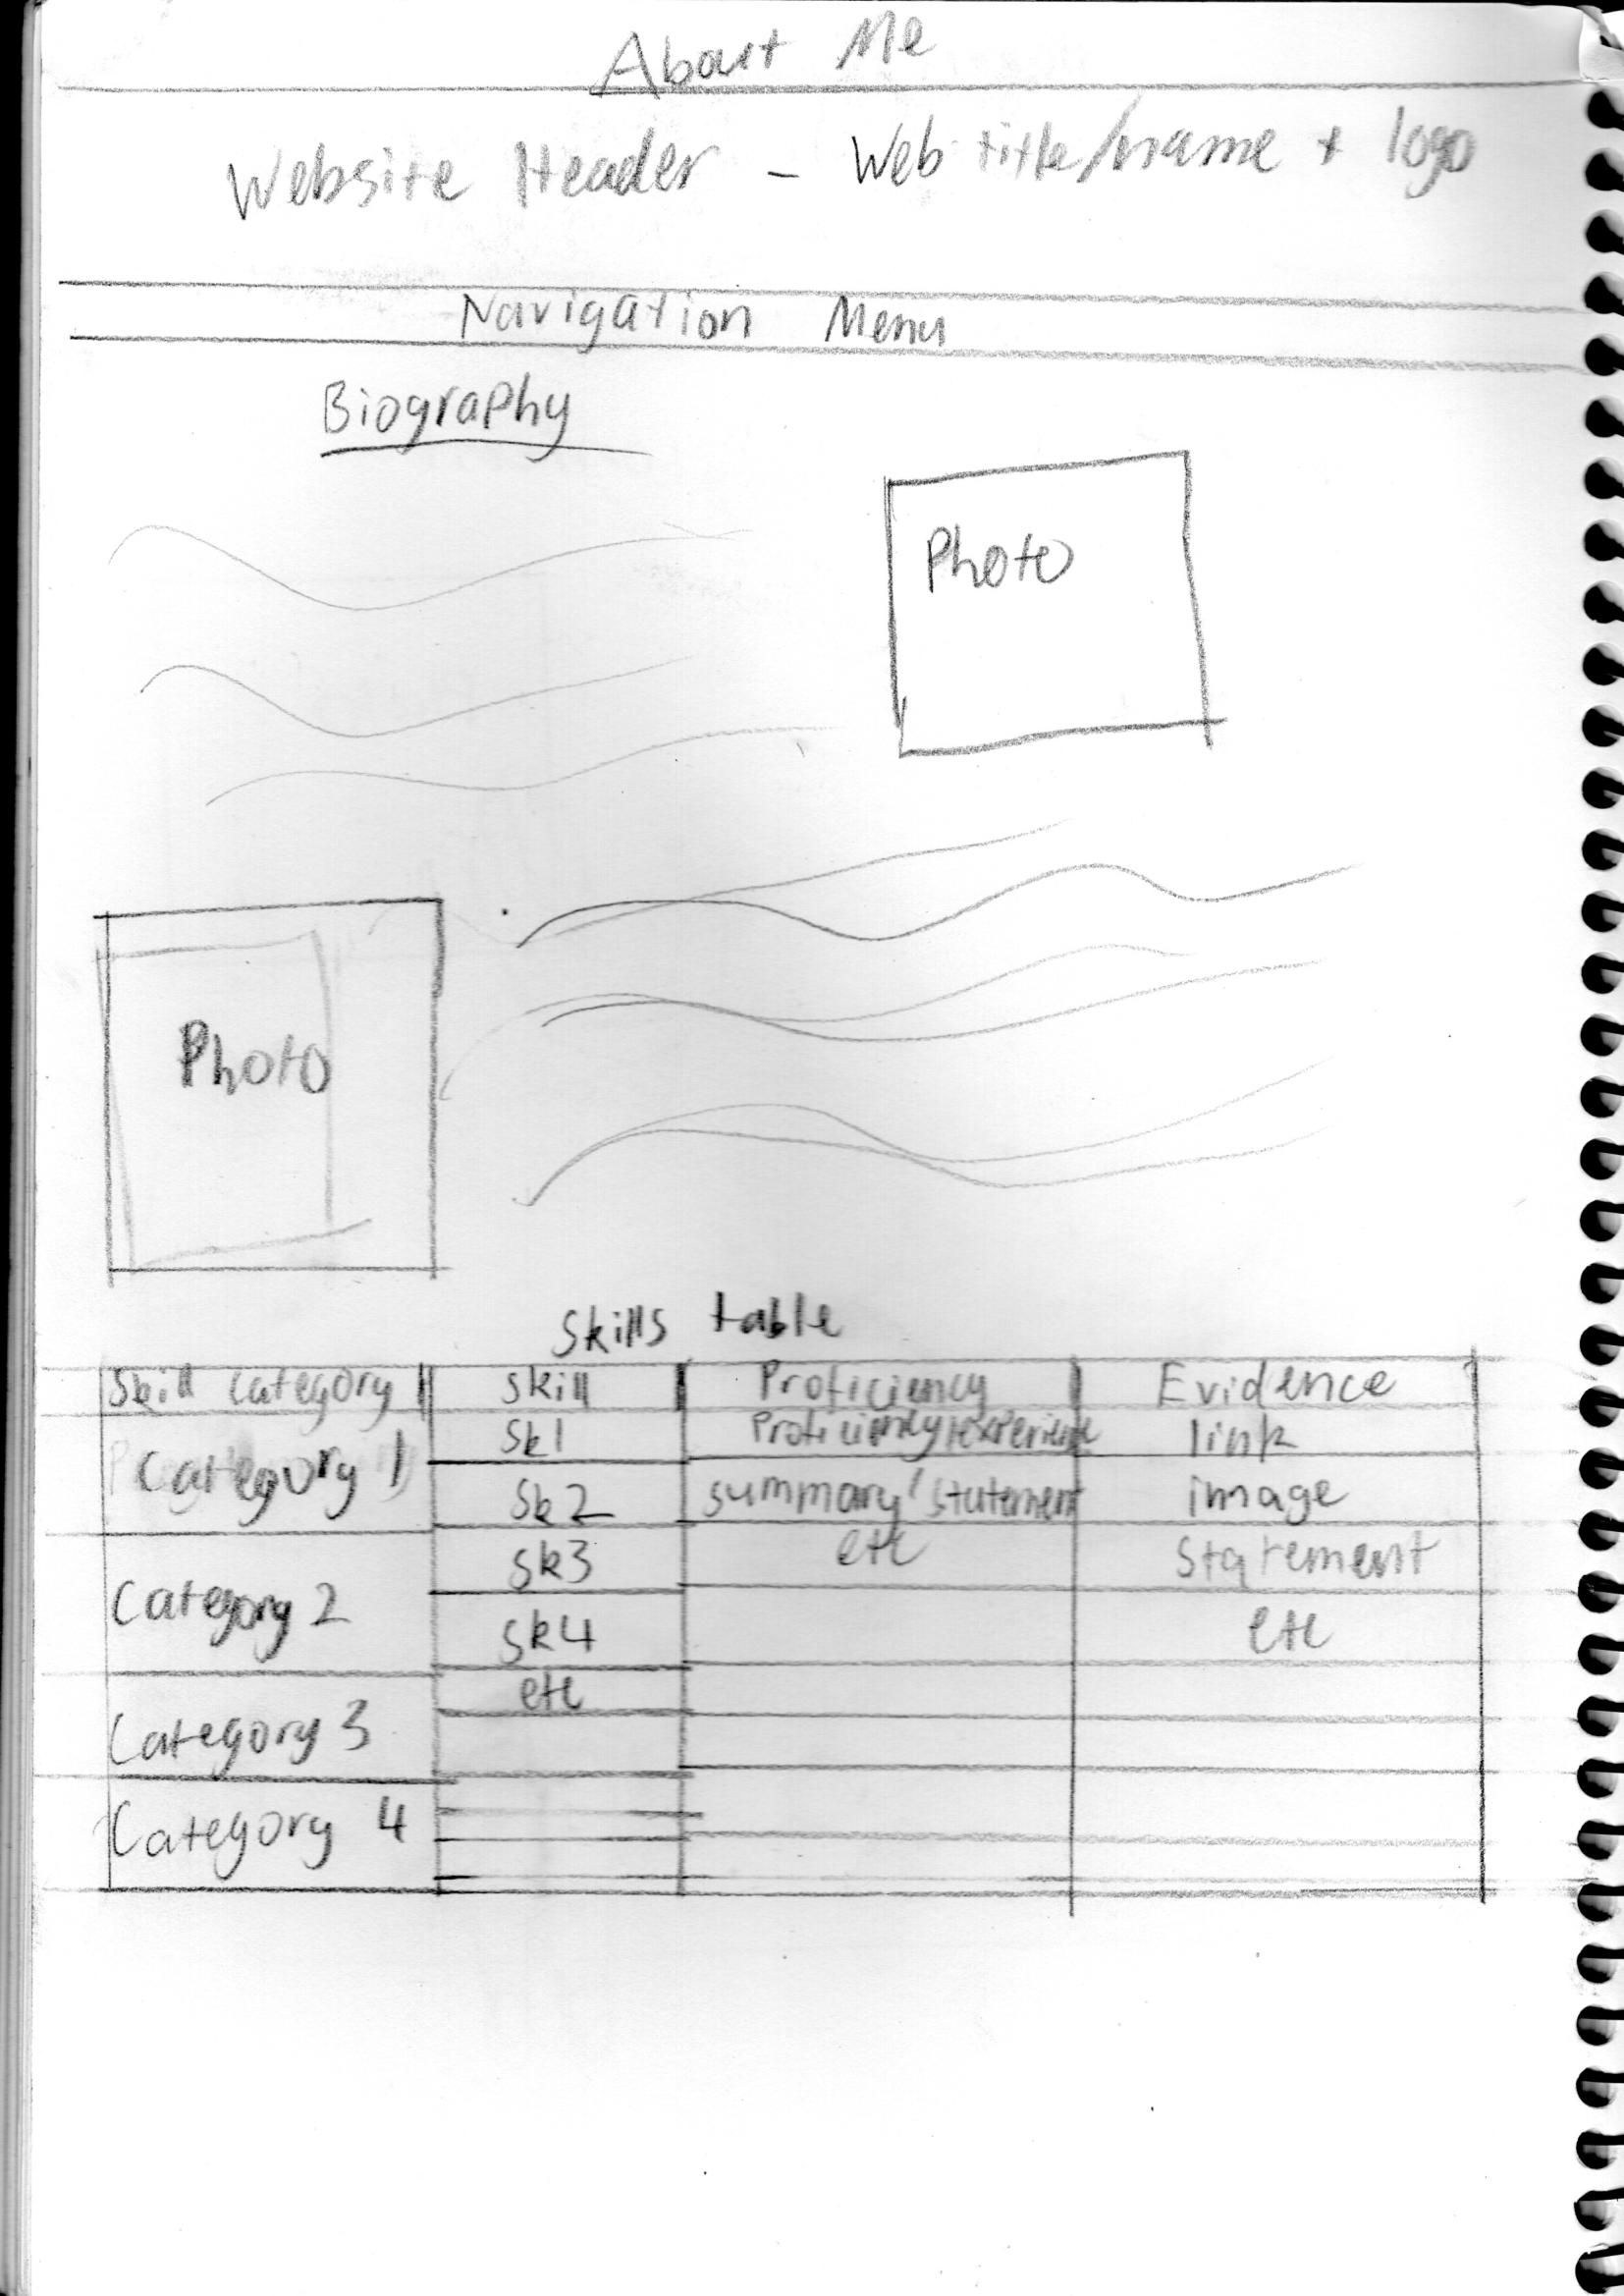 About Me
Website Header - Web title/name + logo
Navigation Menu
Biography
Photo
Photo
Skills table
Skill Category Skill Proficiency Evidence
Category 1 Sk1 Proficiency/experience link
Sk2 summary/statement image
Category 2 Sk3 etc statement
Sk4 etc
Category 3 etc
Category 4